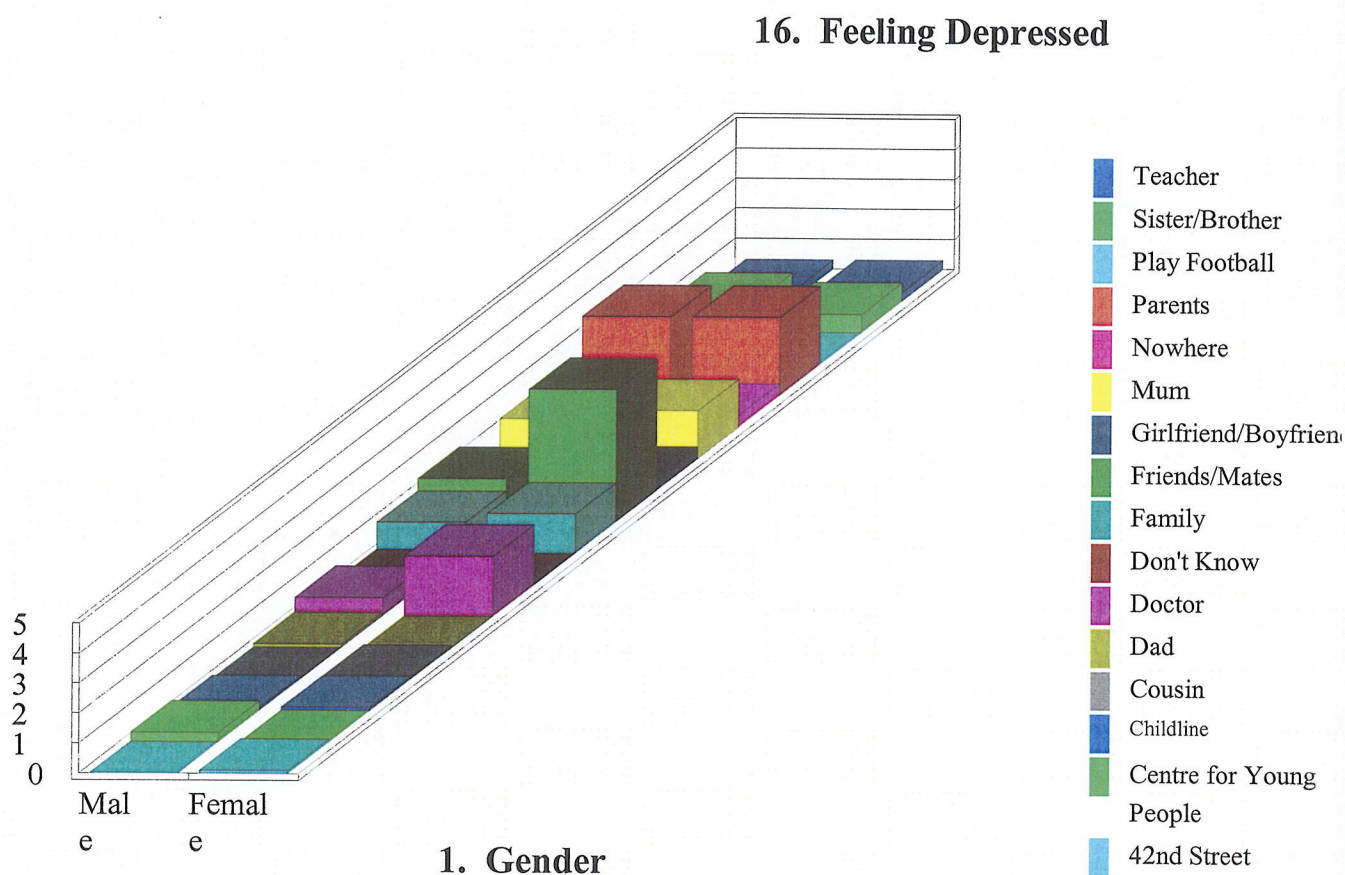 16. Feeling Depressed
Teacher
Sister/Brother
Play Football
Parents
Nowhere
Mum
Girlfriend/Boyfrien
Friends/Mates
Family
Don't Know
Doctor
Dad
Cousin
Childline
Centre for Young
People
42nd Street
5
4
3
2
1
0
Mal
e
Femal
e
1. Gender